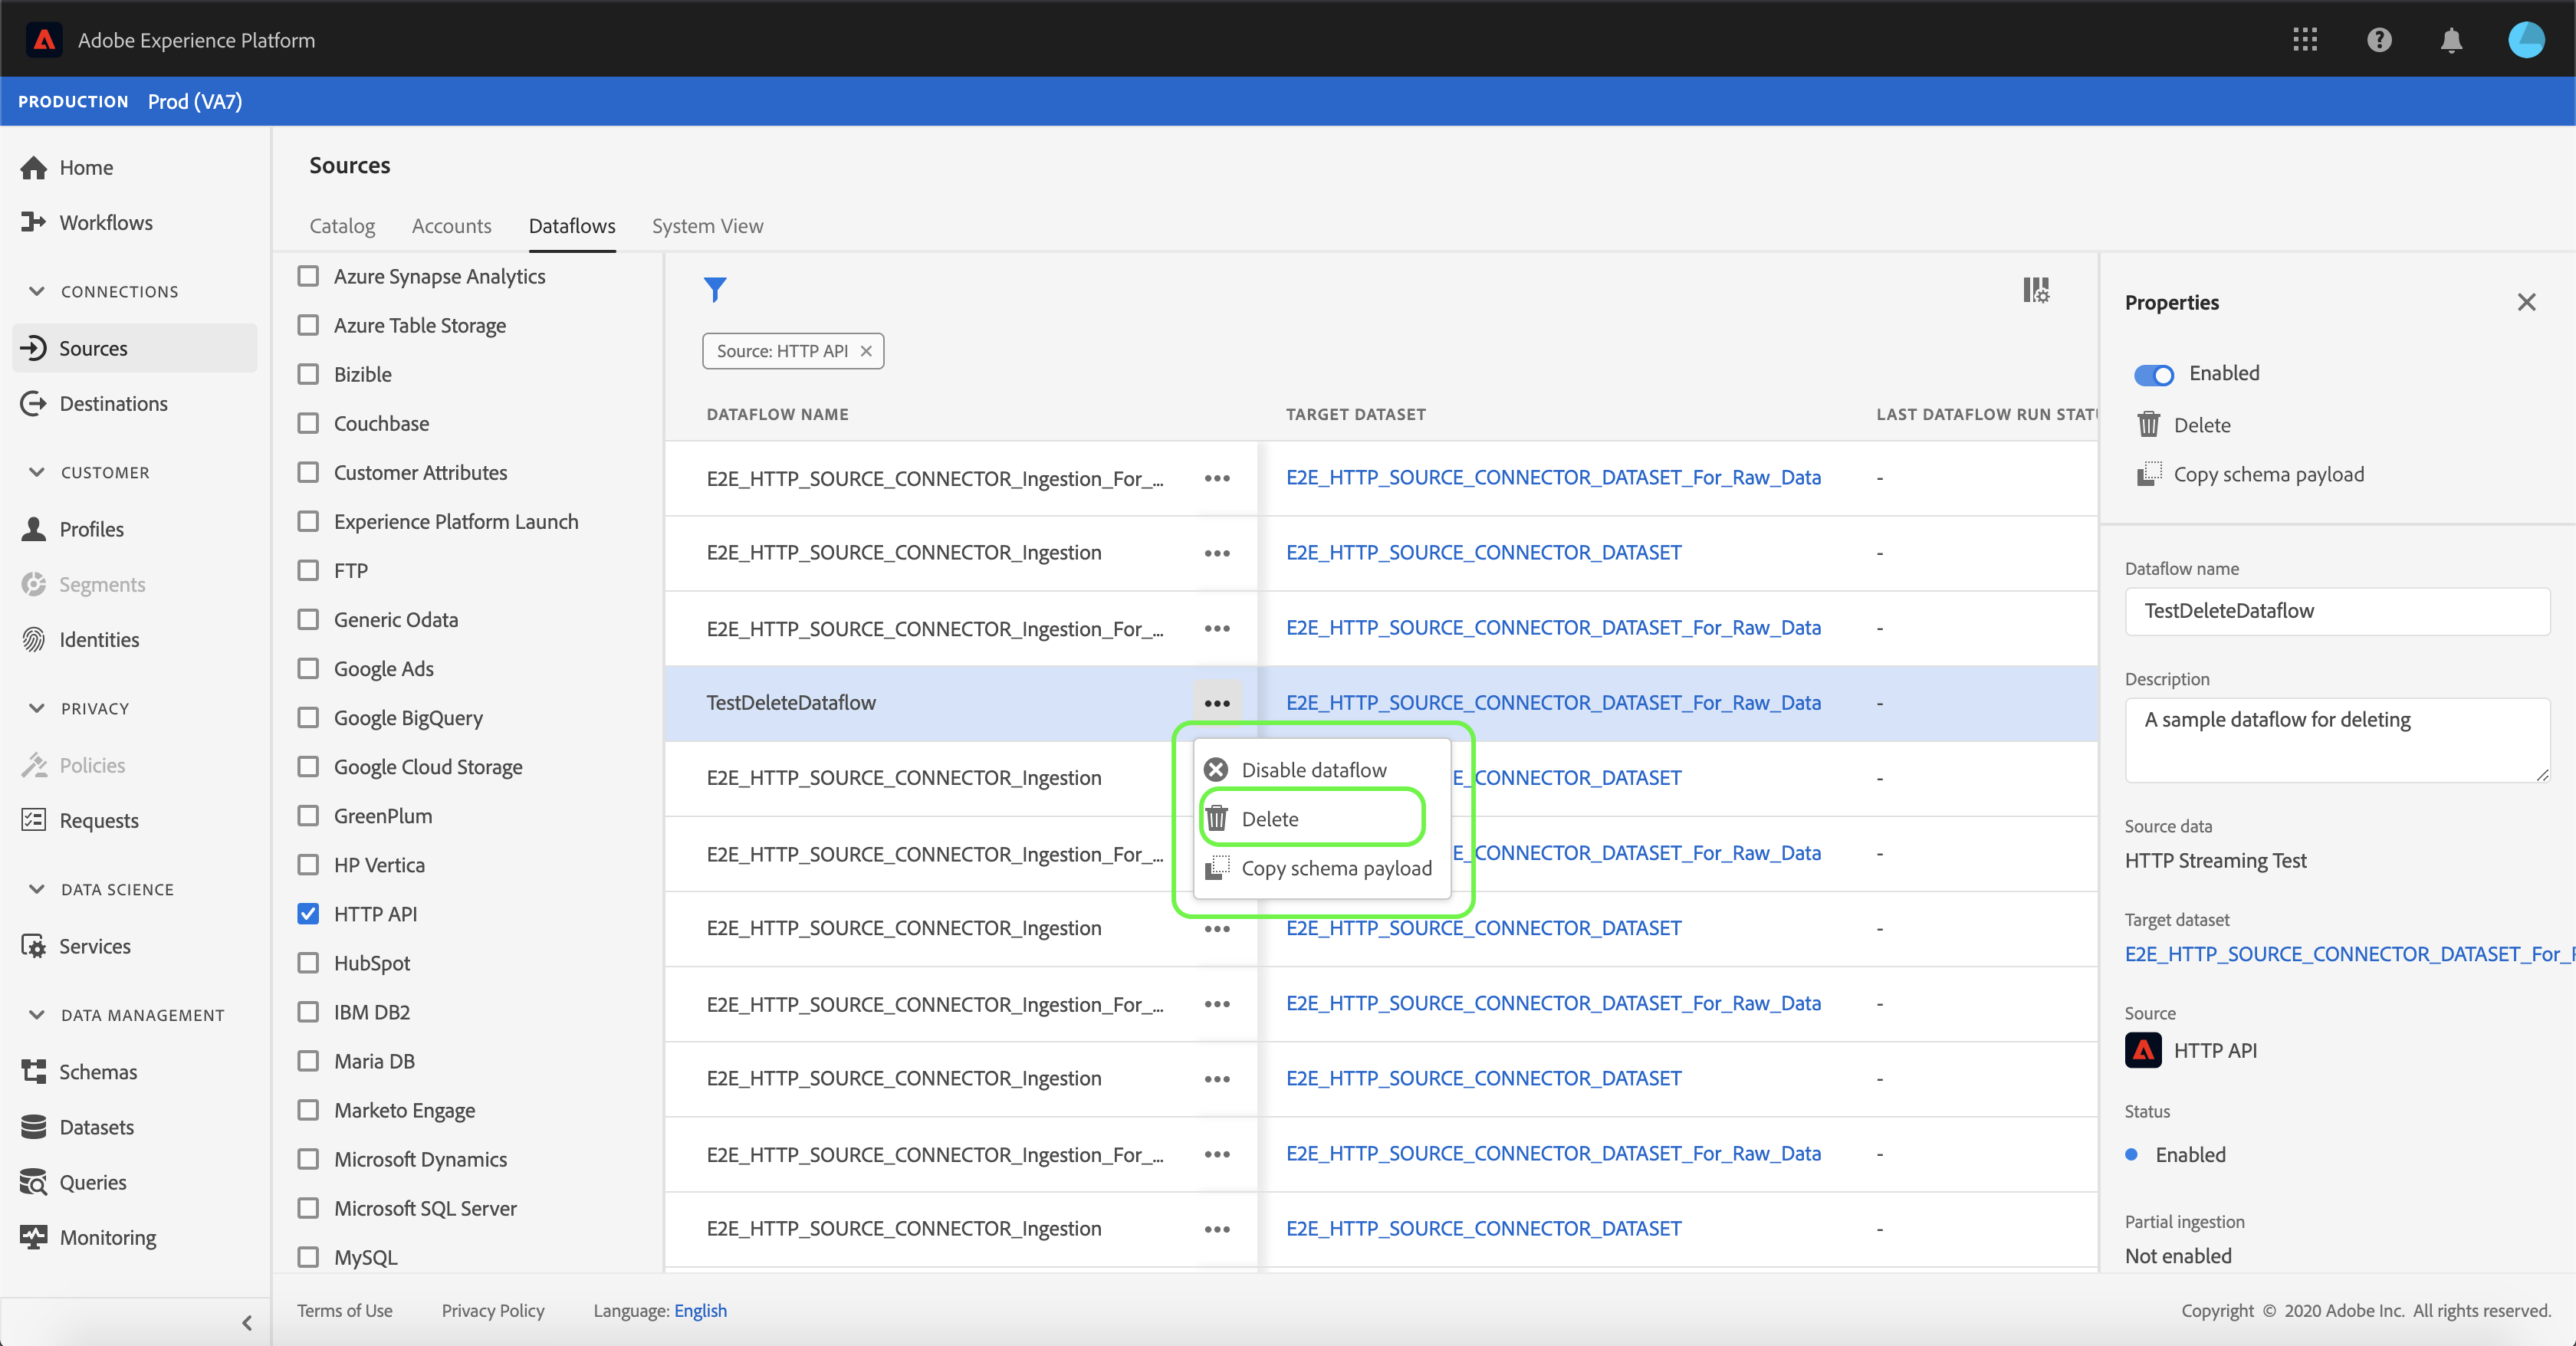 Adobe Experience Platform
PRODUCTION Prod (VA7)
Home
Workflows
CONNECTIONS
Sources
Destinations
CUSTOMER
Profiles
Segments
Identities
PRIVACY
Policies
Requests
DATA SCIENCE
Services
DATA MANAGEMENT
Schemas
Datasets
Queries
Monitoring
Sources
Catalog Accounts Dataflows System View
Azure Synapse Analytics
Azure Table Storage
Bizible
Couchbase
Customer Attributes
Experience Platform Launch
FTP
Generic Odata
Google Ads
Google BigQuery
Google Cloud Storage
GreenPlum
HP Vertica
HTTP API
HubSpot
IBM DB2
Maria DB
Marketo Engage
Microsoft Dynamics
Microsoft SQL Server
MySQL
Source: HTTP API
DATAFLOW NAME TARGET DATASET LAST DATAFLOW RUN STATU
E2E_HTTP_SOURCE_CONNECTOR_Ingestion_For_... E2E_HTTP_SOURCE_CONNECTOR_DATASET_For_Raw_Data -
E2E_HTTP_SOURCE_CONNECTOR_Ingestion E2E_HTTP_SOURCE_CONNECTOR_DATASET -
E2E_HTTP_SOURCE_CONNECTOR_Ingestion_For_... E2E_HTTP_SOURCE_CONNECTOR_DATASET_For_Raw_Data -
TestDeleteDataflow E2E_HTTP_SOURCE_CONNECTOR_DATASET_For_Raw_Data -
E2E_HTTP_SOURCE_CONNECTOR_Ingestion E_CONNECTOR_DATASET -
E2E_HTTP_SOURCE_CONNECTOR_Ingestion_For_... E_CONNECTOR_DATASET_For_Raw_Data -
E2E_HTTP_SOURCE_CONNECTOR_Ingestion E2E_HTTP_SOURCE_CONNECTOR_DATASET -
E2E_HTTP_SOURCE_CONNECTOR_Ingestion_For_... E2E_HTTP_SOURCE_CONNECTOR_DATASET_For_Raw_Data -
E2E_HTTP_SOURCE_CONNECTOR_Ingestion E2E_HTTP_SOURCE_CONNECTOR_DATASET -
E2E_HTTP_SOURCE_CONNECTOR_Ingestion_For_... E2E_HTTP_SOURCE_CONNECTOR_DATASET_For_Raw_Data -
E2E_HTTP_SOURCE_CONNECTOR_Ingestion E2E_HTTP_SOURCE_CONNECTOR_DATASET -
Disable dataflow
Delete
Copy schema payload
Properties
Enabled
Delete
Copy schema payload
Dataflow name
TestDeleteDataflow
Description
A sample dataflow for deleting
Source data
HTTP Streaming Test
Target dataset
E2E_HTTP_SOURCE_CONNECTOR_DATASET_For_R
Source
HTTP API
Status
Enabled
Partial ingestion
Not enabled
Terms of Use Privacy Policy Language: English Copyright © 2020 Adobe Inc. All rights reserved.